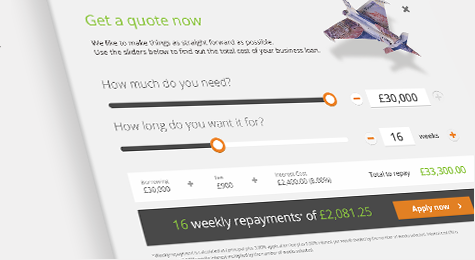 Get a quote now
We like to make things as straight forward as possible.
Use the sliders below to find out the total cost of your business loan.
How much do you need?
£30,000
How long do you want it for?
16 weeks
Borrowing
£30,000
Fee
£900
Interest Cost
£2,400.00 (8.00%)
Total to repay £33,300.00
16 weekly repayments* of £2,081.25
Apply now